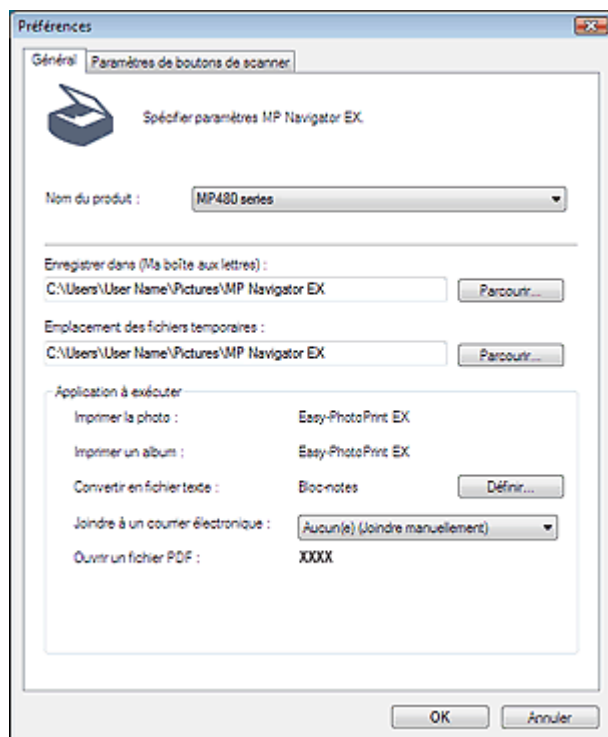 Préférences
Général Paramètres de boutons de scanner
Spécifier paramètres MP Navigator EX.
Nom du produit : MP480 series
Enregistrer dans (Ma boîte aux lettres) :
C:\Users\User Name\Pictures\MP Navigator EX Parcourir...
Emplacement des fichiers temporaires :
C:\Users\User Name\Pictures\MP Navigator EX Parcourir...
Application à exécuter
Imprimer la photo : Easy-PhotoPrint EX
Imprimer un album : Easy-PhotoPrint EX
Convertir en fichier texte : Bloc-notes Définir...
Joindre à un courrier électronique : Aucun(e) (Joindre manuellement)
Ouvrir un fichier PDF : XXXX
OK Annuler